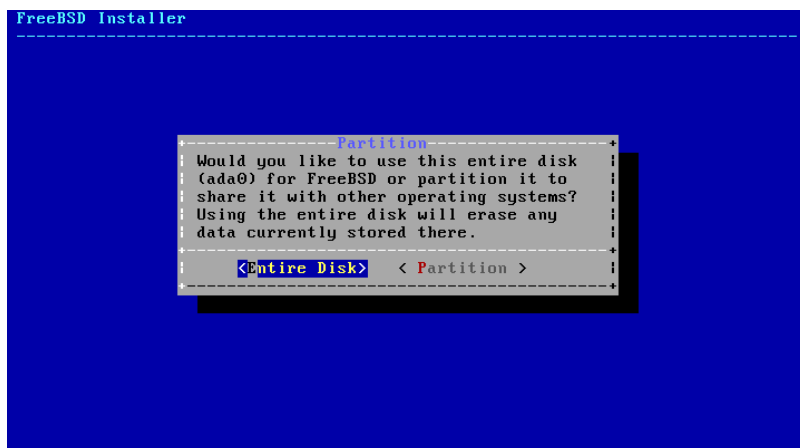 FreeBSD Installer
Partition
Would you like to use this entire disk
(ada0) for FreeBSD or partition it to
share it with other operating systems?
Using the entire disk will erase any
data currently stored there.
<Entire Disk> < Partition >